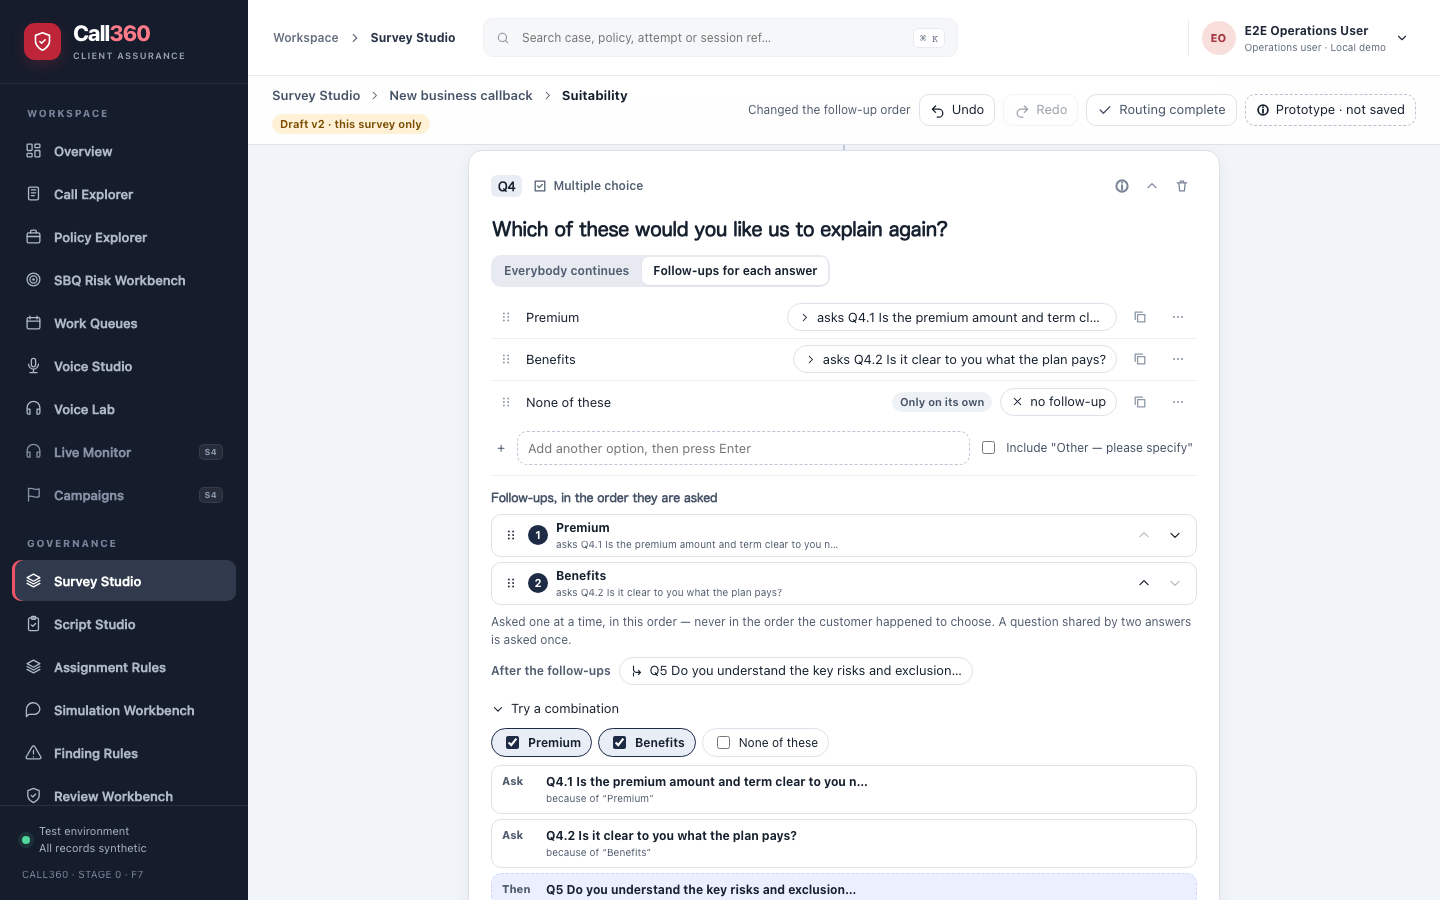 Call360
CLIENT ASSURANCE
WORKSPACE
Overview
Call Explorer
Policy Explorer
SBQ Risk Workbench
Work Queues
Voice Studio
Voice Lab
Live Monitor S4
Campaigns S4
GOVERNANCE
Survey Studio
Script Studio
Assignment Rules
Simulation Workbench
Finding Rules
Review Workbench
Test environment
All records synthetic
CALL360 · STAGE 0 · F7
Workspace > Survey Studio
Search case, policy, attempt or session ref...
⌘ K
EO
E2E Operations User
Operations user · Local demo
Survey Studio > New business callback > Suitability
Draft v2 · this survey only
Changed the follow-up order
Undo
Redo
Routing complete
Prototype · not saved
Q4 Multiple choice
Which of these would you like us to explain again?
Everybody continues Follow-ups for each answer
Premium asks Q4.1 Is the premium amount and term cl...
Benefits asks Q4.2 Is it clear to you what the plan pays?
None of these Only on its own no follow-up
+ Add another option, then press Enter Include "Other — please specify"
Follow-ups, in the order they are asked
1 Premium
asks Q4.1 Is the premium amount and term clear to you n...
2 Benefits
asks Q4.2 Is it clear to you what the plan pays?
Asked one at a time, in this order — never in the order the customer happened to choose. A question shared by two answers
is asked once.
After the follow-ups Q5 Do you understand the key risks and exclusion...
Try a combination
Premium Benefits None of these
Ask Q4.1 Is the premium amount and term clear to you n...
because of "Premium"
Ask Q4.2 Is it clear to you what the plan pays?
because of "Benefits"
Then Q5 Do you understand the key risks and exclusion...